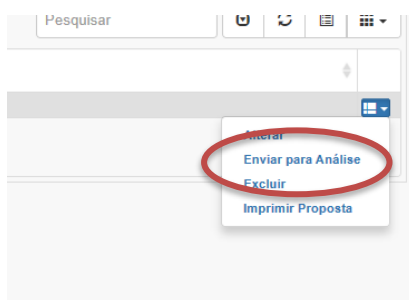 Pesquisar
Alterar
Enviar para Análise
Excluir
Imprimir Proposta